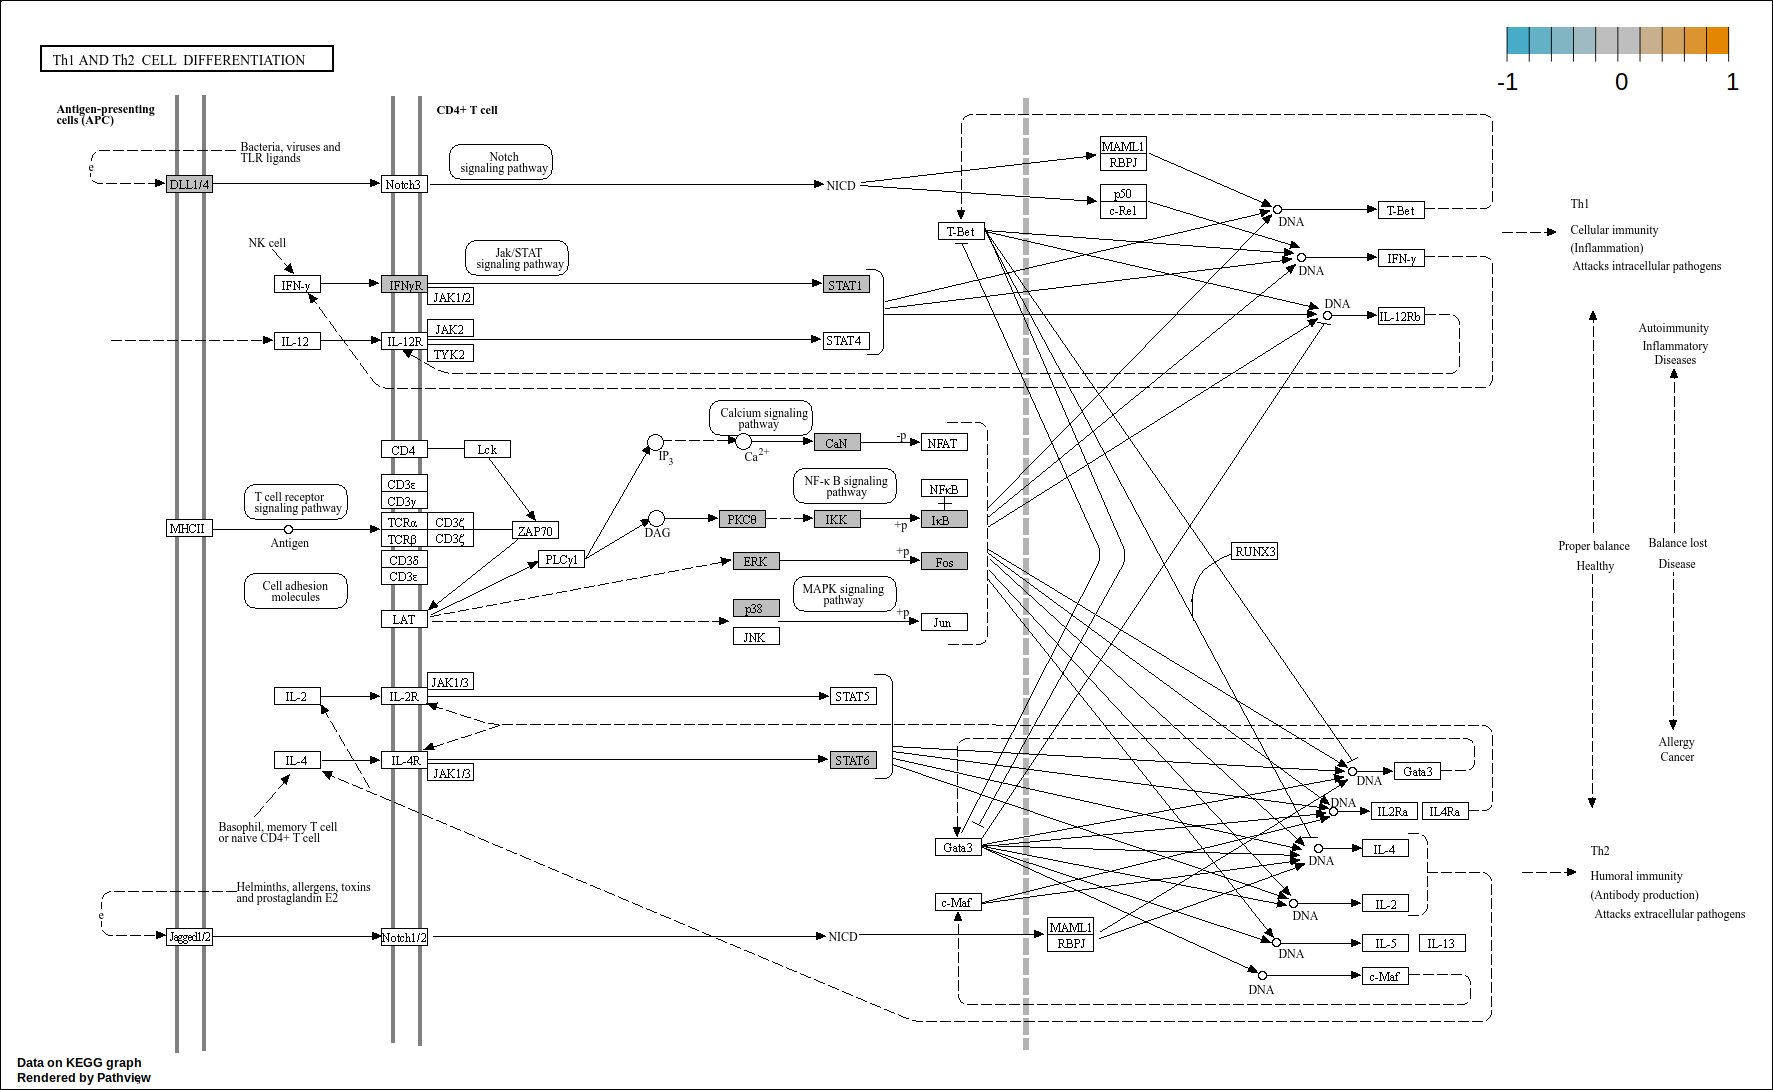 Th1 AND Th2 CELL DIFFERENTIATION
-1 0 1
Antigen-presenting
cells (APC)
CD4+ T cell
Bacteria, viruses and
TLR ligands
e
DLL1/4
Notch3
Notch
signaling pathway
NICD
MAML1
RBPJ
p50
c-Rel
DNA
T-Bet
T-Bet
NK cell
IFN-γ
IFNγR
JAK1/2
Jak/STAT
signaling pathway
STAT1
DNA
IFN-γ
IL-12
IL-12R
JAK2
TYK2
STAT4
DNA
IL-12Rb
Th1
Cellular immunity
(Inflammation)
Attacks intracellular pathogens
Autoimmunity
Inflammatory
Diseases
Calcium signaling
pathway
CD4
Lck
IP3
Ca2+
CaN
-p
NFAT
CD3ε
CD3γ
T cell receptor
signaling pathway
NF-κ B signaling
pathway
NFκB
MHCII
Antigen
TCRα
CD3ζ
TCRβ
CD3ζ
ZAP70
DAG
PKCθ
IKK
+p
IκB
CD3δ
CD3ε
PLCγ1
ERK
+p
Fos
Cell adhesion
molecules
MAPK signaling
pathway
LAT
p38
JNK
+p
Jun
RUNX3
Proper balance
Healthy
Balance lost
Disease
IL-2
IL-2R
JAK1/3
STAT5
IL-4
IL-4R
JAK1/3
STAT6
Allergy
Cancer
DNA
Gata3
DNA
IL2Ra
IL4Ra
Basophil, memory T cell
or naive CD4+ T cell
Gata3
DNA
IL-4
Th2
Humoral immunity
(Antibody production)
Attacks extracellular pathogens
Helminths, allergens, toxins
and prostaglandin E2
e
c-Maf
DNA
IL-2
Jagged1/2
Notch1/2
NICD
MAML1
RBPJ
DNA
IL-5
IL-13
DNA
c-Maf
Data on KEGG graph
Rendered by Pathview